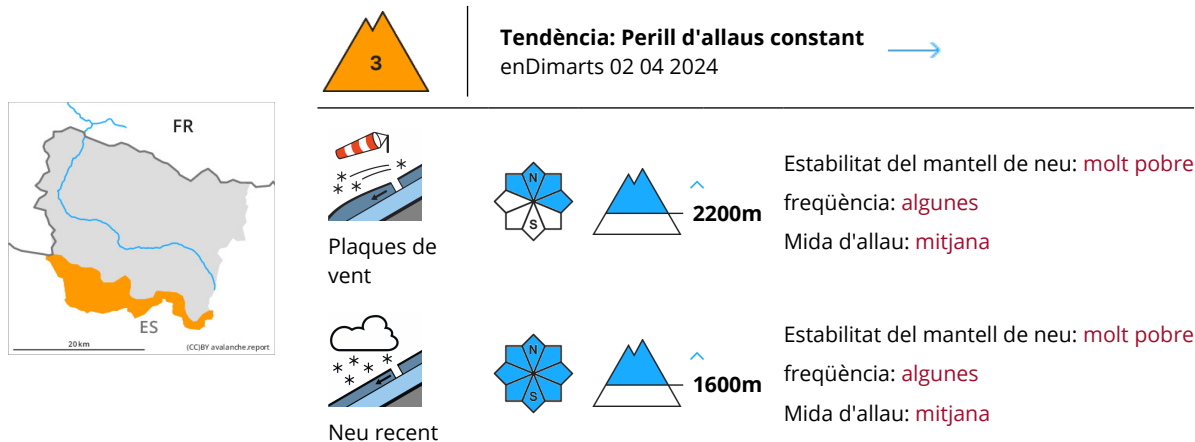 3
Tendència: Perill d'allaus constant
enDimarts 02 04 2024
FR
ES
20 km
(CC)BY avalanche.report
N
S
2200m
Plaques de
vent
Estabilitat del mantell de neu: molt pobre
freqüència: algunes
Mida d'allau: mitjana
N
S
1600m
Neu recent
Estabilitat del mantell de neu: molt pobre
freqüència: algunes
Mida d'allau: mitjana